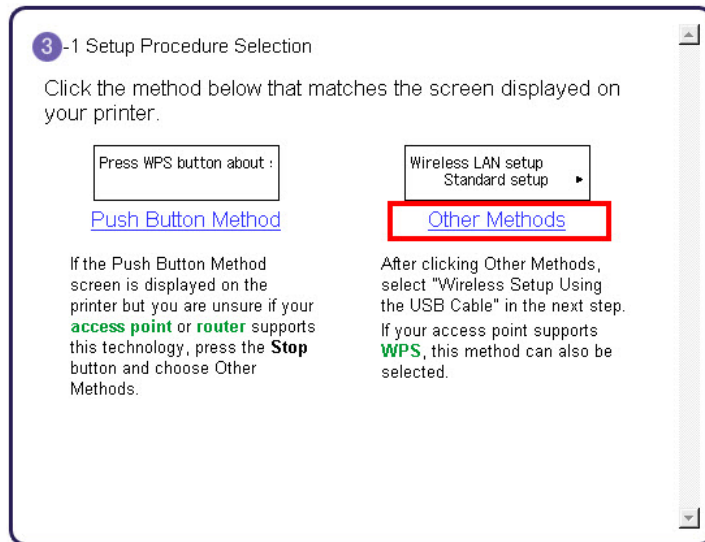 3 -1 Setup Procedure Selection
Click the method below that matches the screen displayed on
your printer.
Press WPS button about :
Push Button Method
If the Push Button Method
screen is displayed on the
printer but you are unsure if your
access point or router supports
this technology, press the Stop
button and choose Other
Methods.
Wireless LAN setup
Standard setup
Other Methods
After clicking Other Methods,
select "Wireless Setup Using
the USB Cable" in the next step.
If your access point supports
WPS, this method can also be
selected.